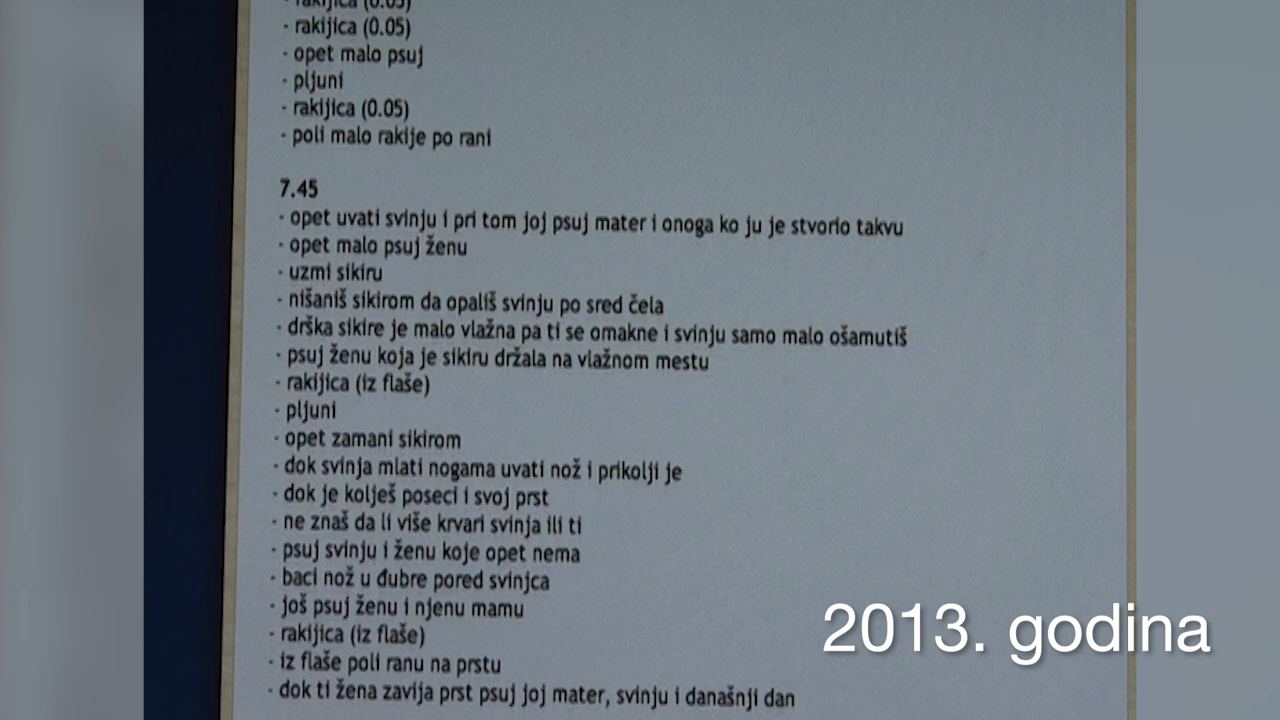 - rakijica (0.05)
- rakijica (0.05)
- opet malo psuj
- pljuni
- rakijica (0.05)
- poli malo rakije po rani
7.45
- opet uvati svinju i pri tom joj psuj mater i onoga ko ju je stvorio takvu
- opet malo psuj ženu
- uzmi sikiru
- nišaniš sikirom da opališ svinju po sred čela
- drška sikire je malo vlažna pa ti se omakne i svinju samo malo ošamutiš
- psuj ženu koja je sikiru držala na vlažnom mestu
- rakijica (iz flaše)
- pljuni
- opet zamani sikirom
- dok svinja mlati nogama uvati nož i prikolji je
- dok je kolješ poseci i svoj prst
- ne znaš da li više krvari svinja ili ti
- psuj svinju i ženu koje opet nema
- baci nož u đubre pored svinjca
- još psuj ženu i njenu mamu
- rakijica (iz flaše)
- iz flaše poli ranu na prstu
- dok ti žena zavija prst psuj joj mater, svinju i današnji dan
2013. godina